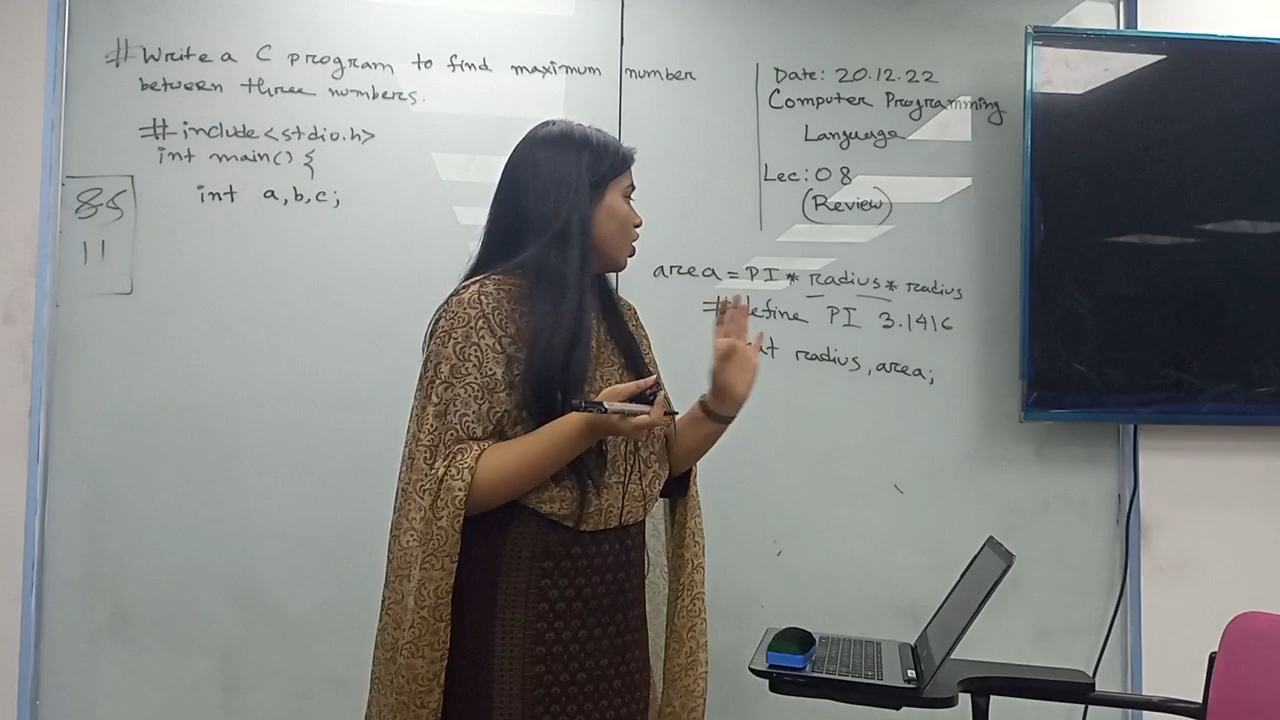 # Write a C program to find maximum number
between three numbers.
# include<stdio.h>
int main() {
int a,b,c;
85
11
Date: 20.12.22
Computer Programming
Language
Lec: 08
(Review)
area = PI * radius * radius
#define PI 3.1416
radius, area;